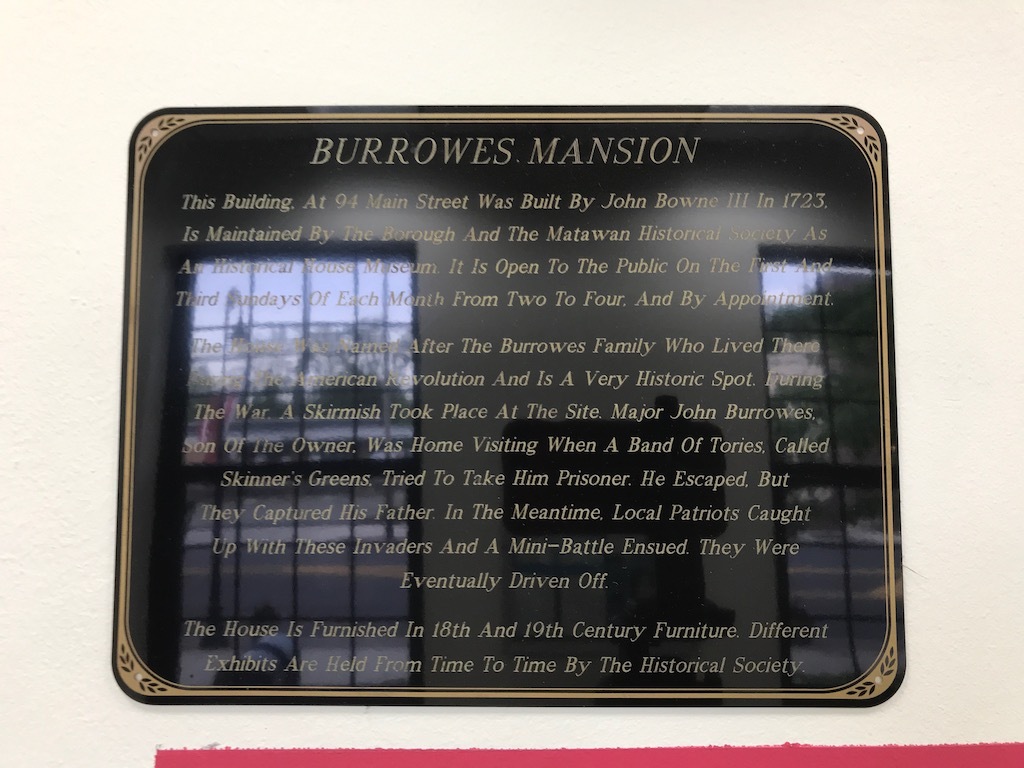 BURROWES MANSION
This Building, At 94 Main Street Was Built By John Bowne III In 1723,
Is Maintained By The Borough And The Matawan Historical Society As
An Historical House Museum. It Is Open To The Public On The First And
Third Sundays Of Each Month From Two To Four, And By Appointment.
The House Was Named After The Burrowes Family Who Lived There
During The American Revolution And Is A Very Historic Spot. During
The War, A Skirmish Took Place At The Site. Major John Burrowes,
Son Of The Owner, Was Home Visiting When A Band Of Tories, Called
Skinner's Greens, Tried To Take Him Prisoner. He Escaped, But
They Captured His Father. In The Meantime, Local Patriots Caught
Up With These Invaders And A Mini-Battle Ensued. They Were
Eventually Driven Off.
The House Is Furnished In 18th And 19th Century Furniture. Different
Exhibits Are Held From Time To Time By The Historical Society.